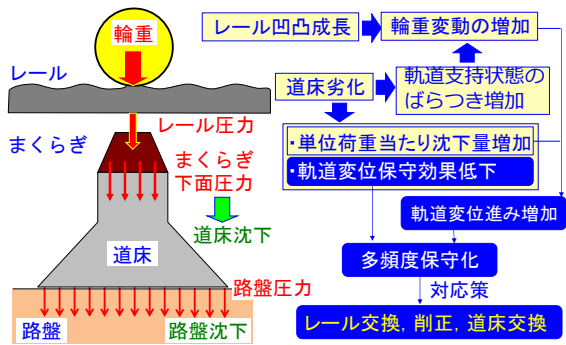 輪重
レール
レール圧力
まくらぎ
まくらぎ
下面圧力
道床沈下
道床
路盤圧力
路盤
路盤沈下
レール凹凸成長
輪重変動の増加
道床劣化
軌道支持状態の
ばらつき増加
・単位荷重当たり沈下量増加
・軌道変位保守効果低下
軌道変位進み増加
多頻度保守化
対応策
レール交換, 削正, 道床交換